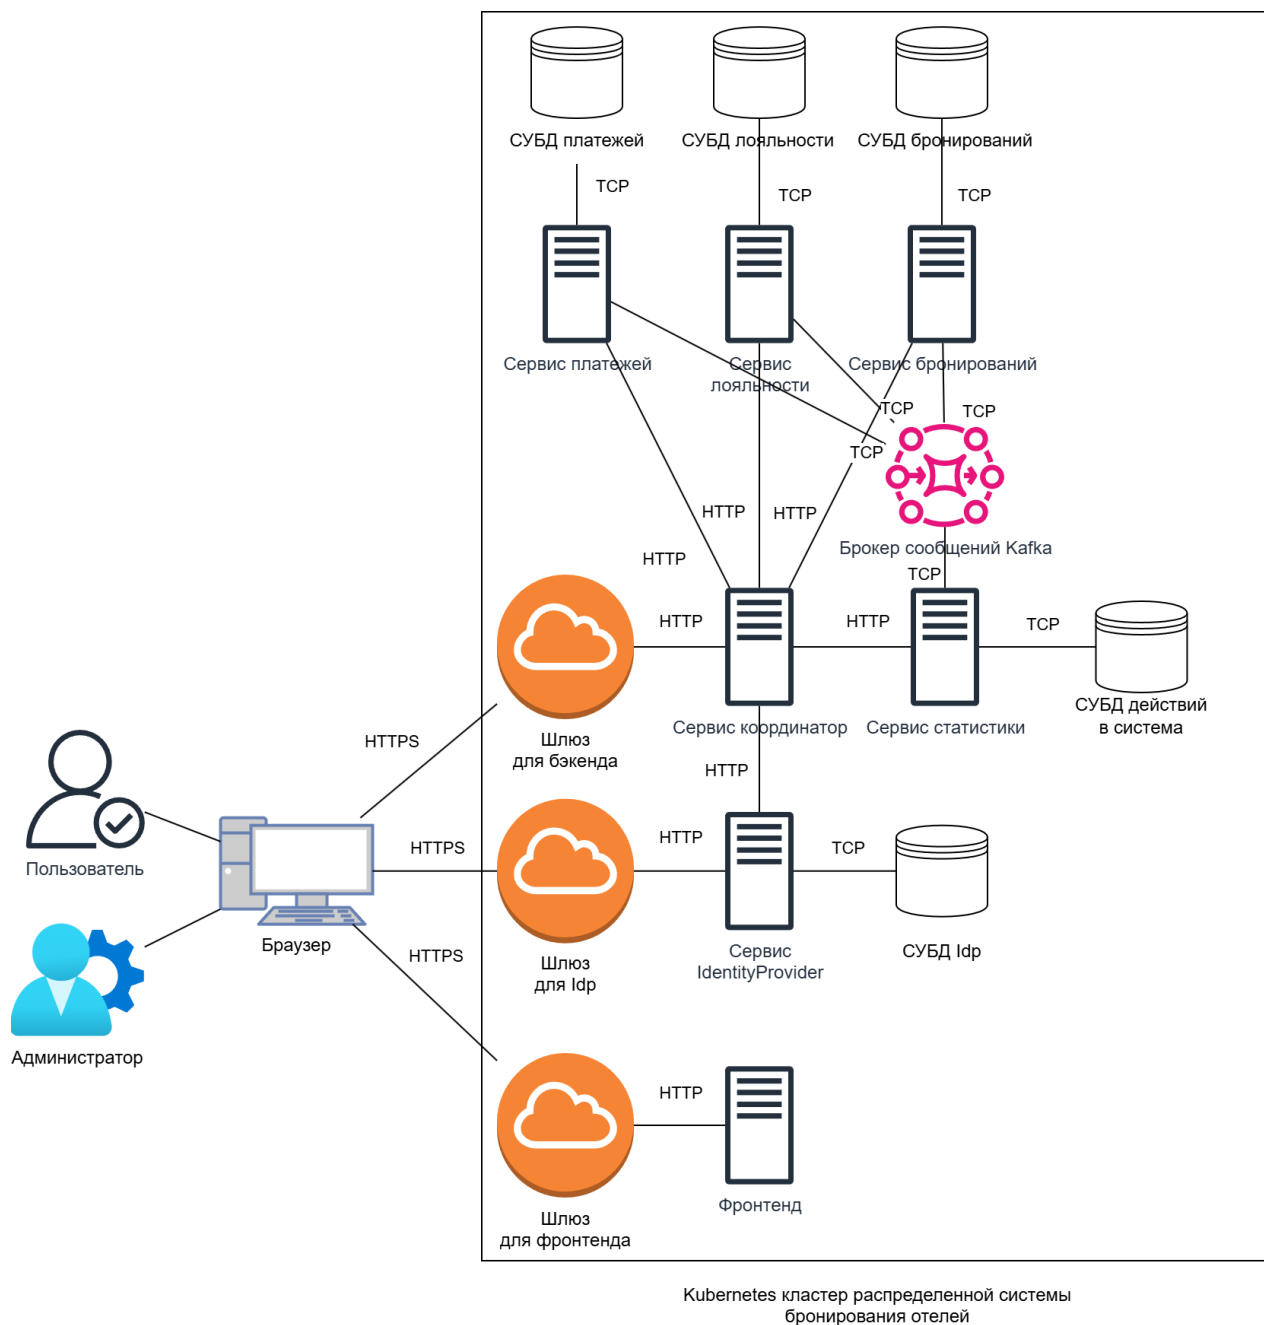 СУБД платежей
СУБД лояльности
СУБД бронирований
TCP
TCP
TCP
Сервис платежей
Сервис
лояльности
Сервис бронирований
TCP
TCP
TCP
HTTP
HTTP
Брокер сообщений Kafka
HTTP
TCP
HTTP
HTTP
TCP
Шлюз
для бэкенда
Сервис координатор
Сервис статистики
СУБД действий
в система
HTTPS
HTTP
Пользователь
HTTPS
HTTP
TCP
Браузер
HTTPS
Шлюз
для Idp
Сервис
IdentityProvider
СУБД Idp
Администратор
HTTP
Шлюз
для фронтенда
Фронтенд
Kubernetes кластер распределенной системы
бронирования отелей